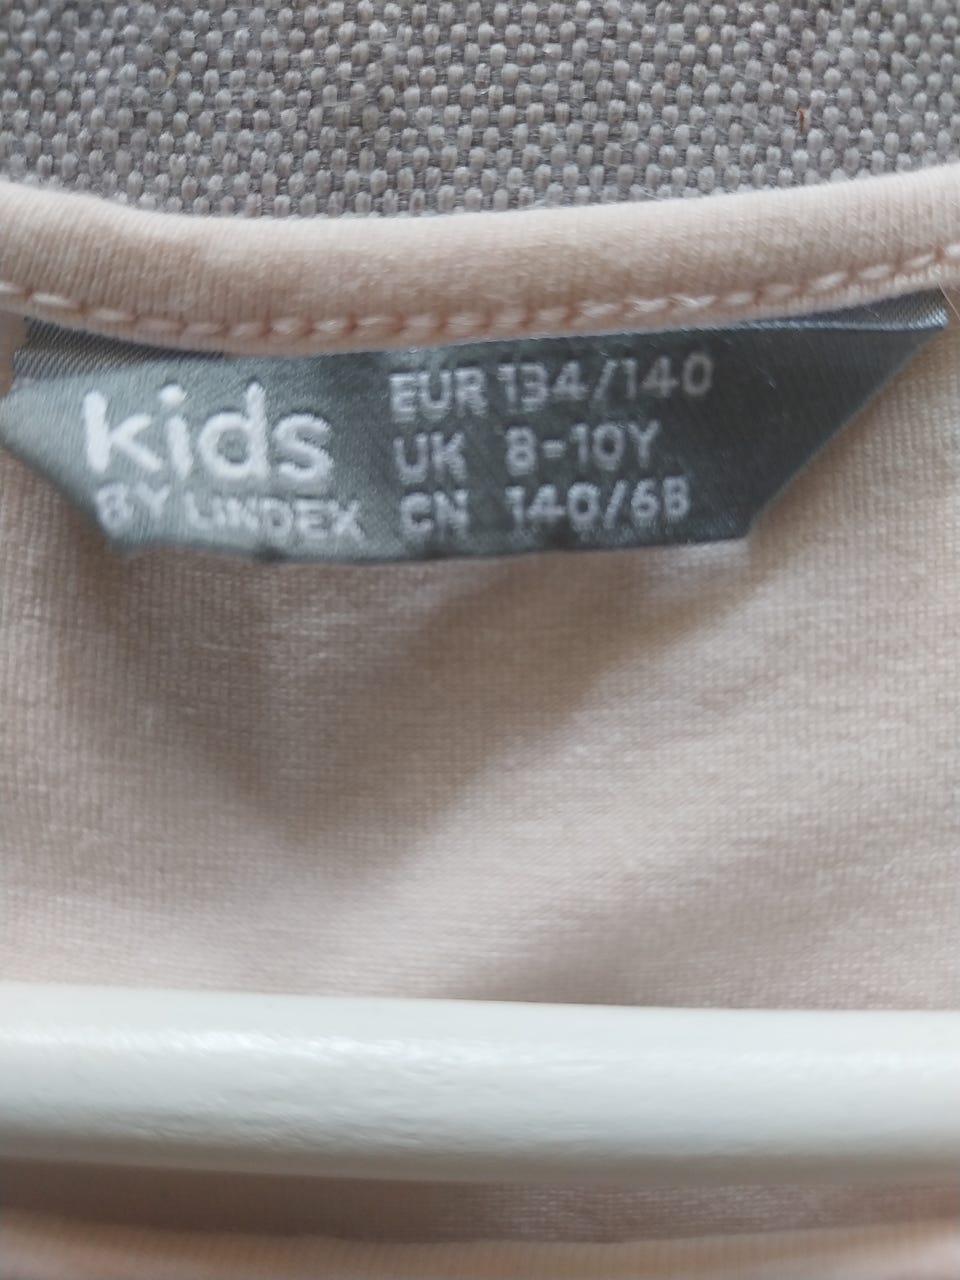 kids
BY LINDEX
EUR 134/140
UK 8-10Y
CN 140/68